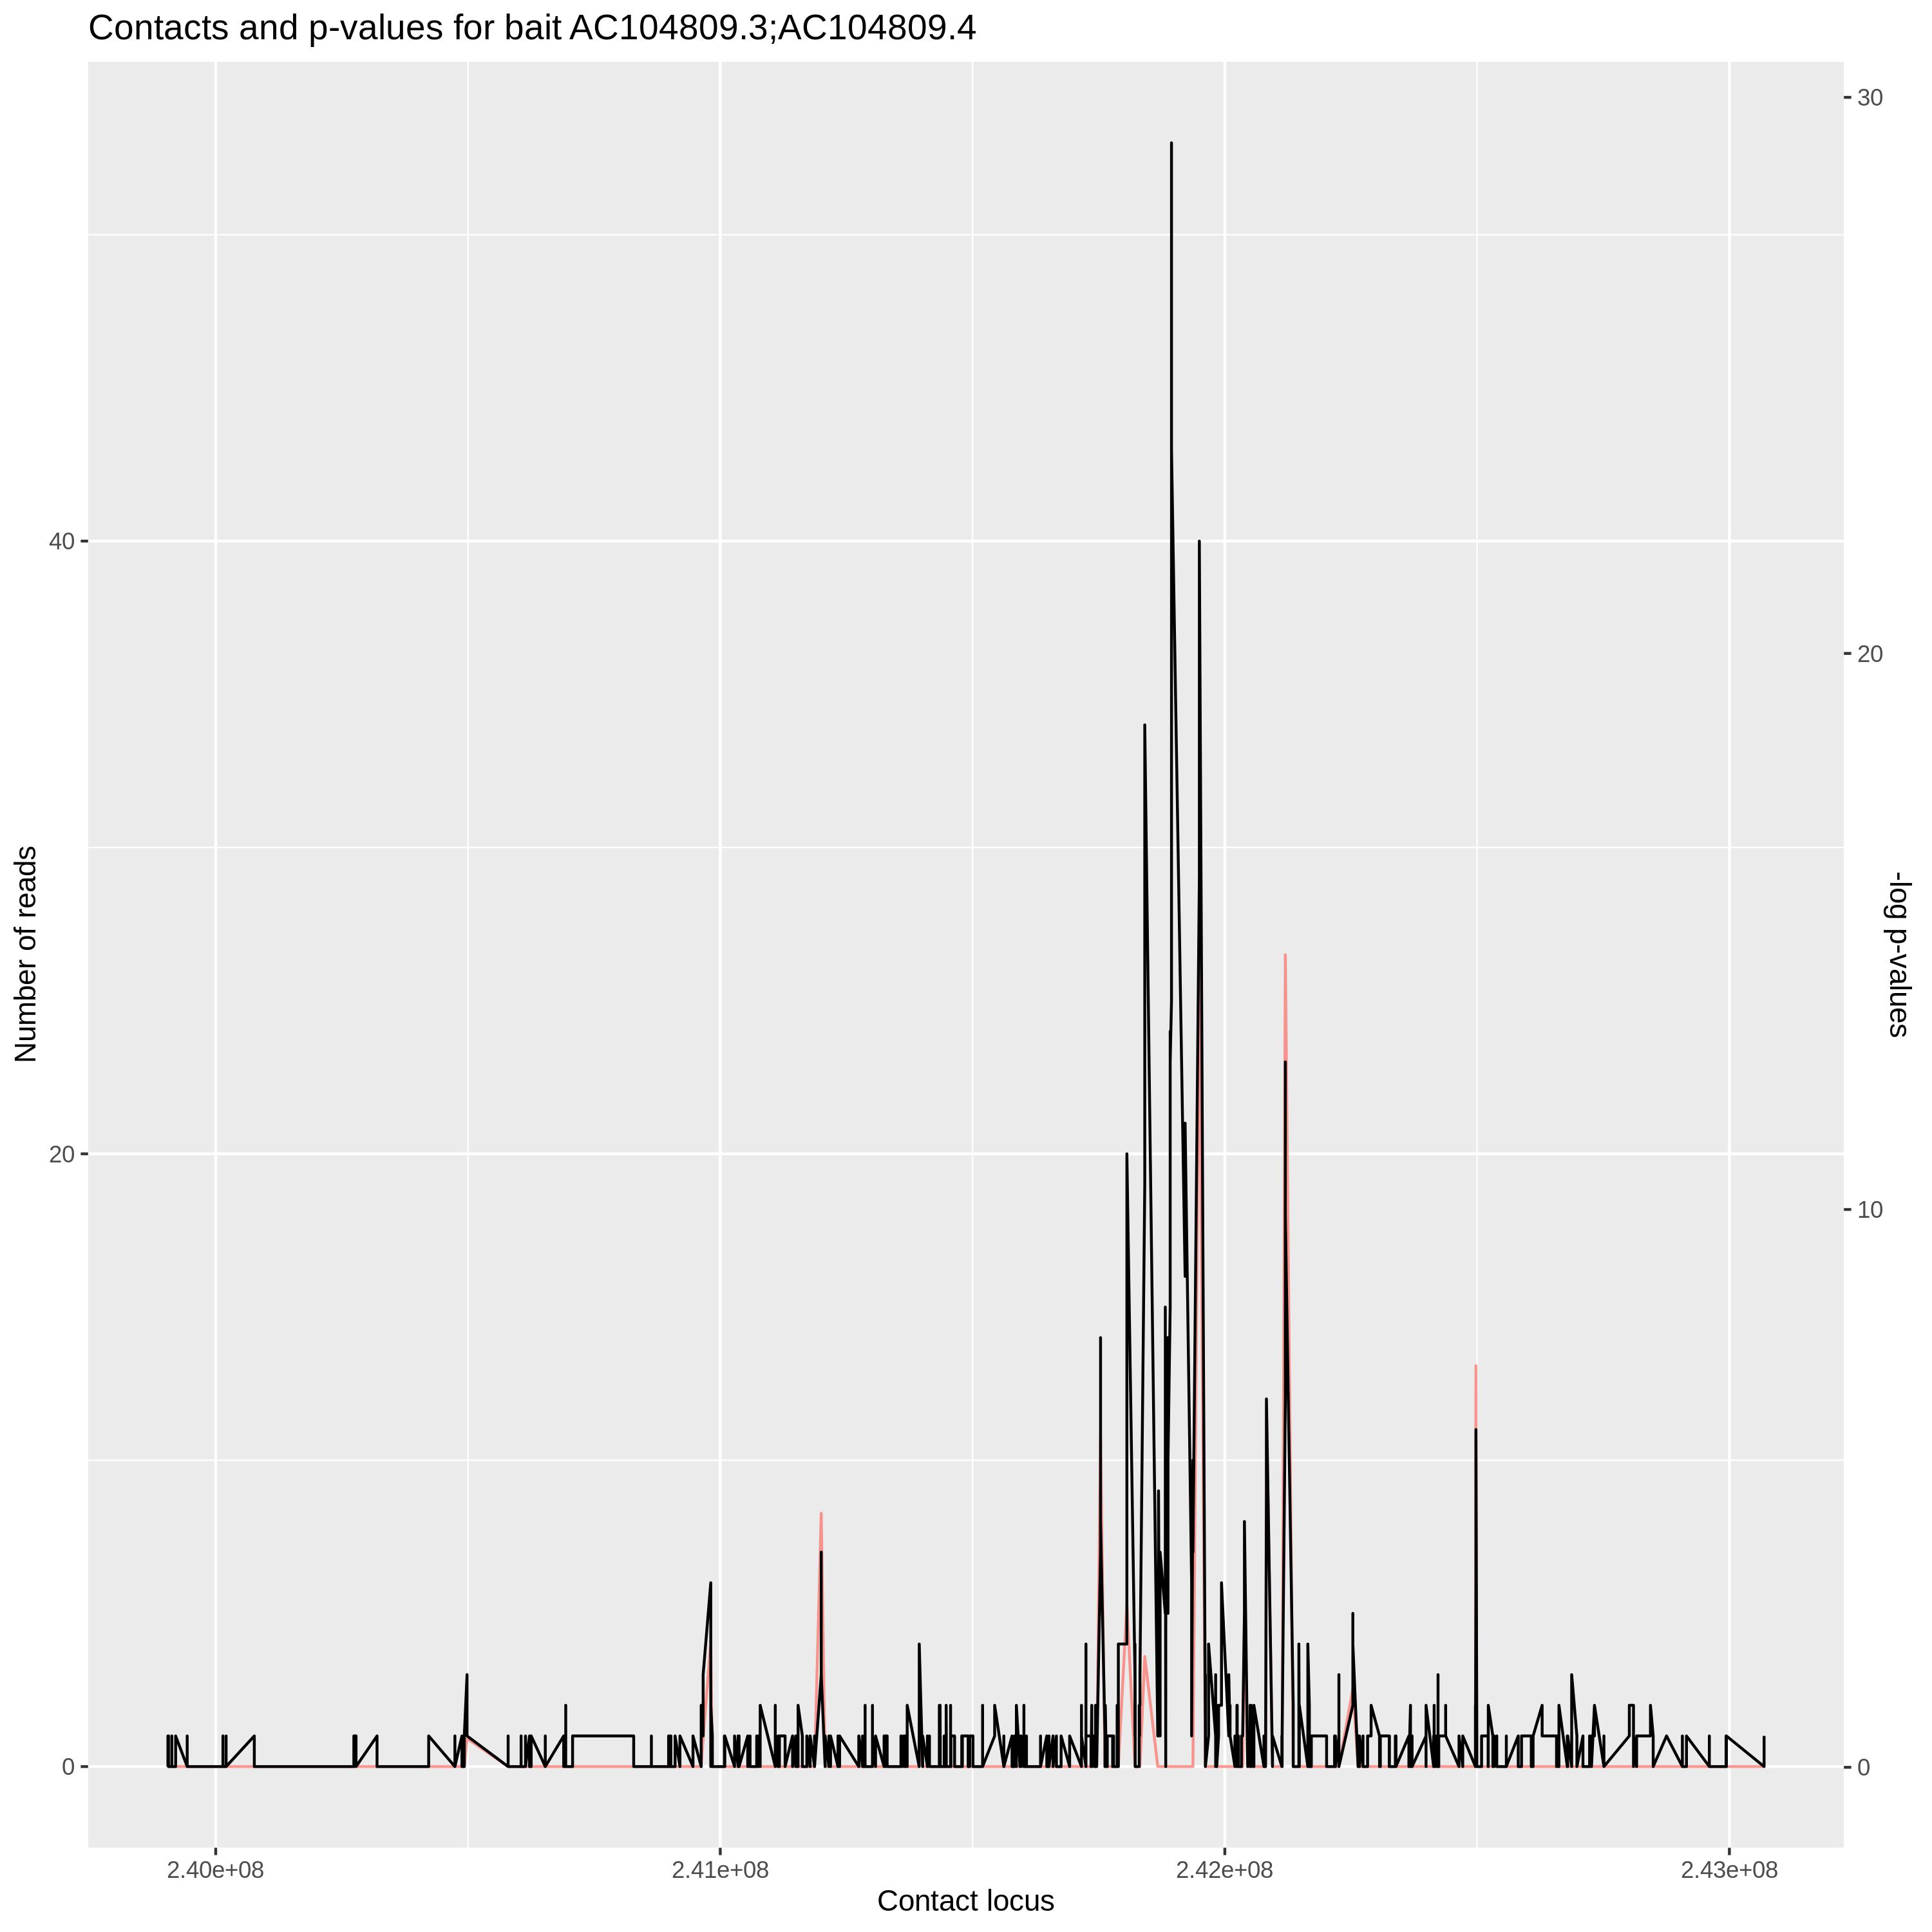 Contacts and p-values for bait AC104809.3;AC104809.4
30
40
20
20
10
0
0
Number of reads
-log p-values
2.40e+08
2.41e+08
2.42e+08
2.43e+08
Contact locus